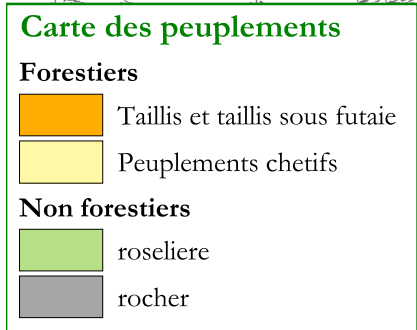 Carte des peuplements
Forestiers
Taillis et taillis sous futaie
Peuplements chetifs
Non forestiers
roseliere
rocher